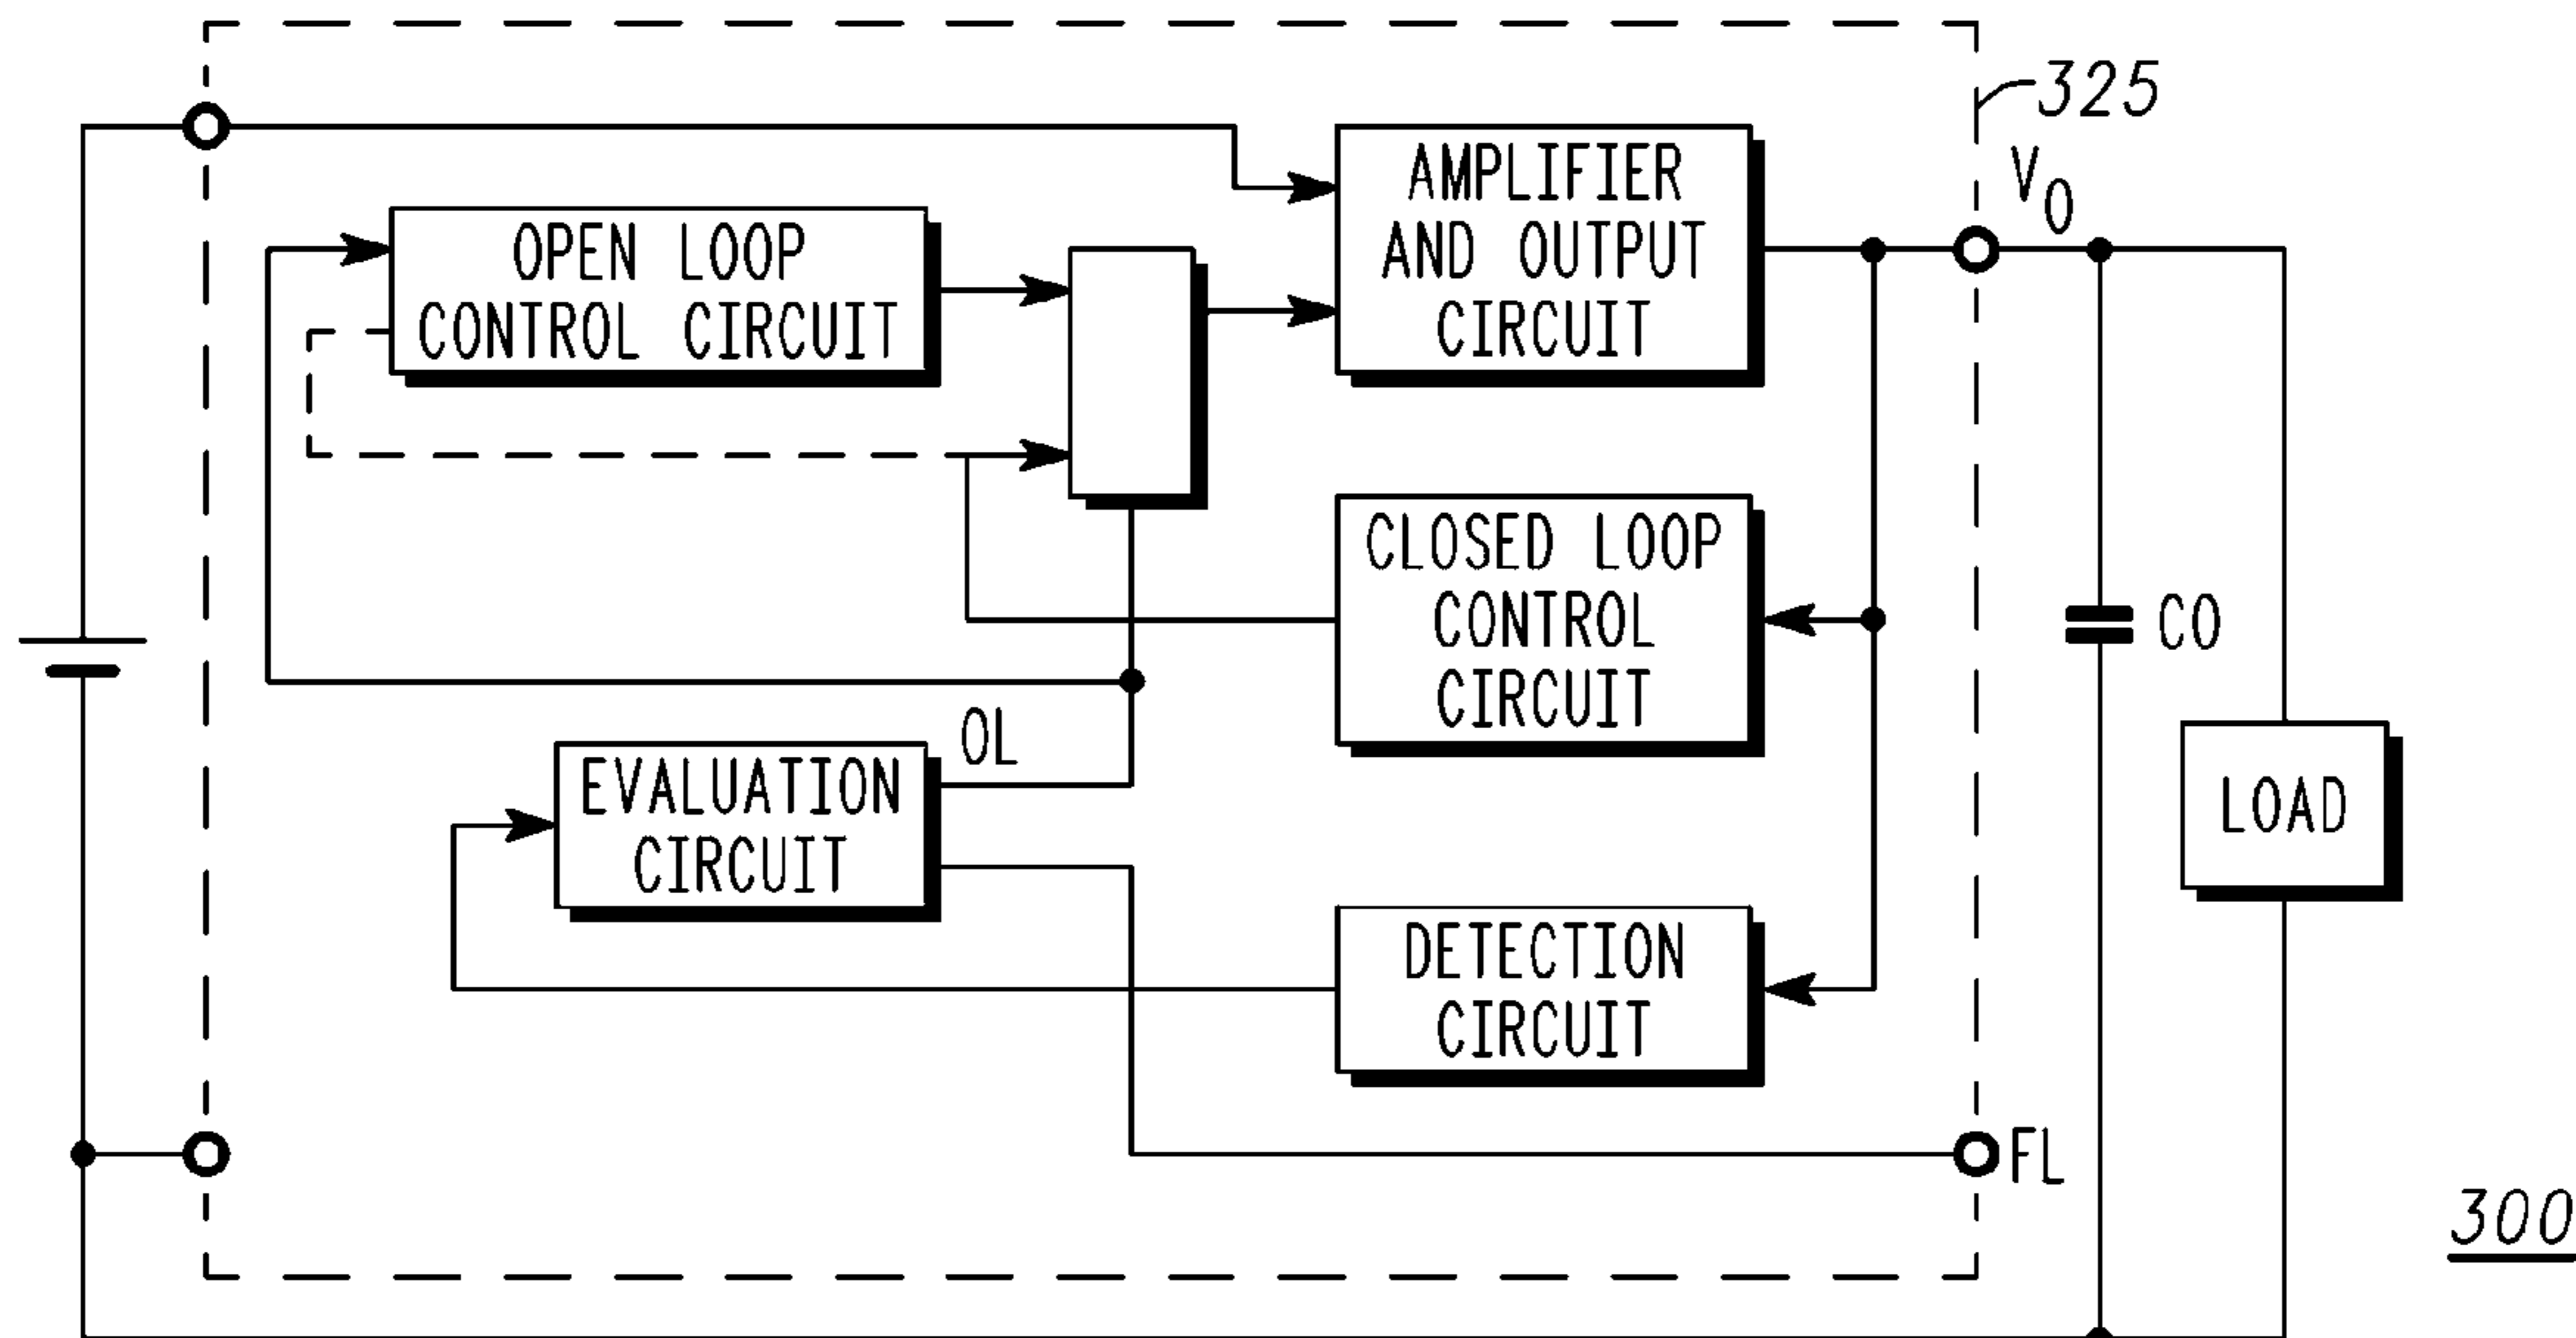 325
V0
AMPLIFIER
AND OUTPUT
CIRCUIT
OPEN LOOP
CONTROL CIRCUIT
CLOSED LOOP
CONTROL
CIRCUIT
C0
OL
EVALUATION
CIRCUIT
LOAD
DETECTION
CIRCUIT
FL
300